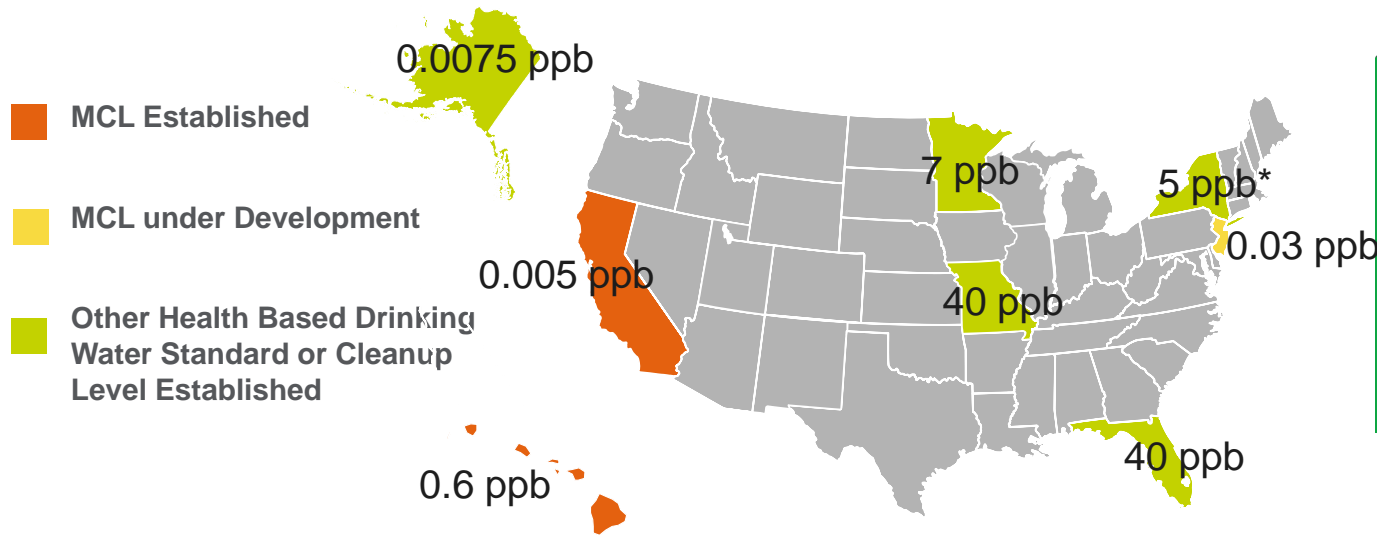 0.0075 ppb
MCL Established
7 ppb
5 ppb*
MCL under Development
0.03 ppb
0.005 ppb
40 ppb
Other Health Based Drinking
Water Standard or Cleanup
Level Established
40 ppb
0.6 ppb